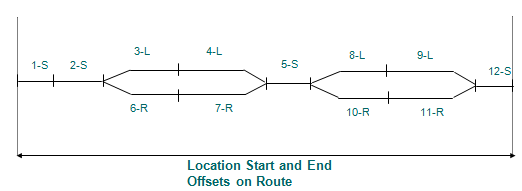 1-S
2-S
3-L
4-L
5-S
6-R
7-R
8-L
9-L
10-R
11-R
12-S
Location Start and End
Offsets on Route